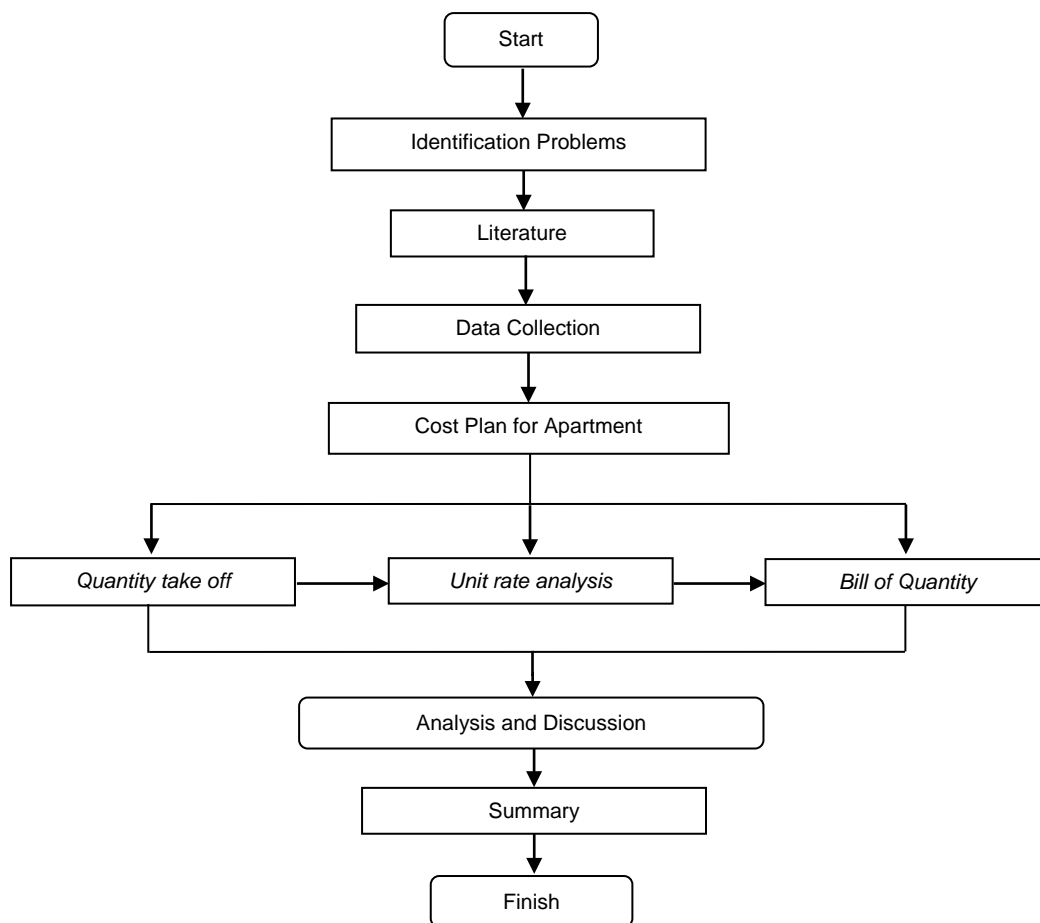 Start
Identification Problems
Literature
Data Collection
Cost Plan for Apartment
Quantity take off
Unit rate analysis
Bill of Quantity
Analysis and Discussion
Summary
Finish